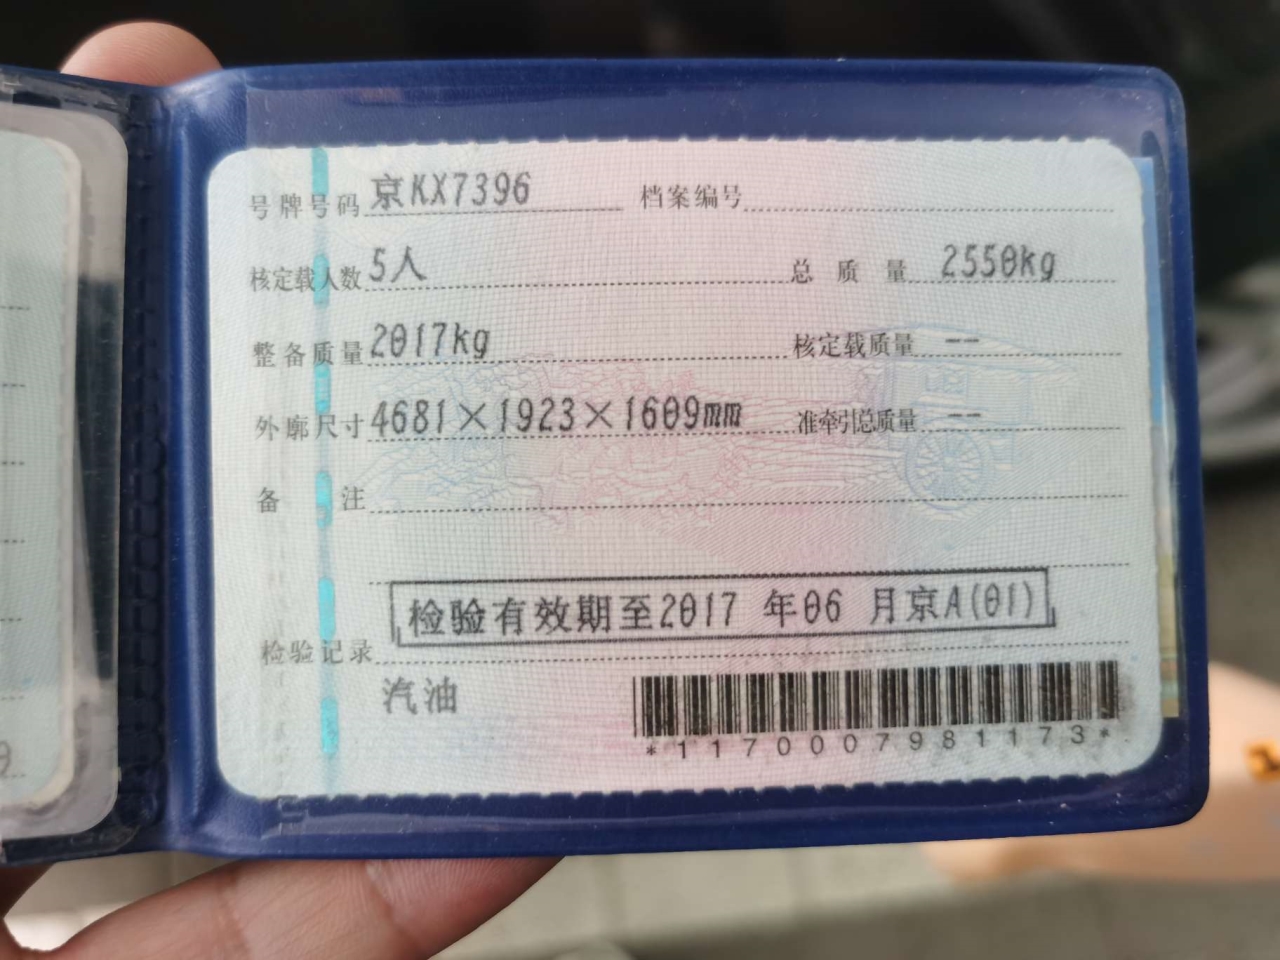 号牌号码 京KX7396 档案编号
核定载人数 5人 总质量 2550kg
整备质量 2017kg 核定载质量 --
外廓尺寸 4681×1923×1609mm 准牵引总质量 --
备注
检验有效期至2017 年06 月京A(01)
检验记录
汽油
*1170007981173*